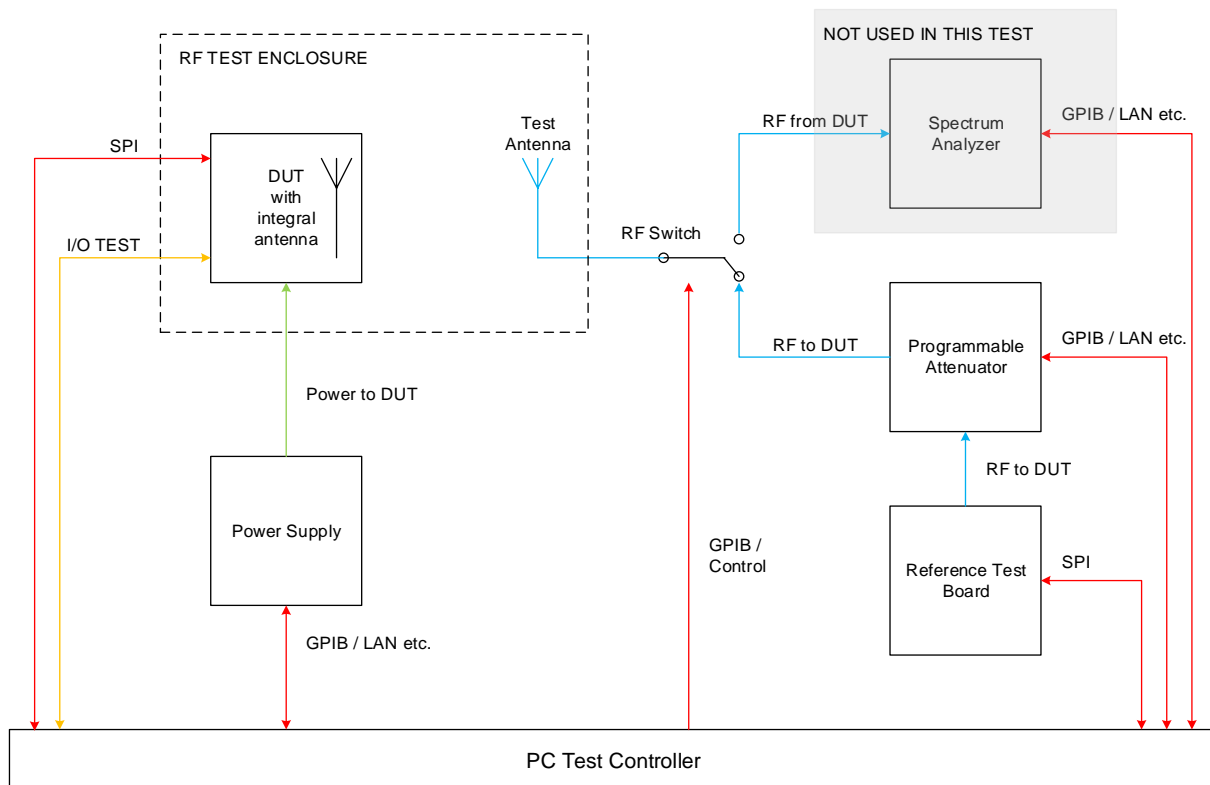 RF TEST ENCLOSURE
NOT USED IN THIS TEST
SPI
DUT
with
integral
antenna
Test
Antenna
RF from DUT
Spectrum
Analyzer
GPIB / LAN etc.
I/O TEST
RF Switch
RF to DUT
Programmable
Attenuator
GPIB / LAN etc.
Power to DUT
RF to DUT
Power Supply
GPIB /
Control
Reference Test
Board
SPI
GPIB / LAN etc.
PC Test Controller